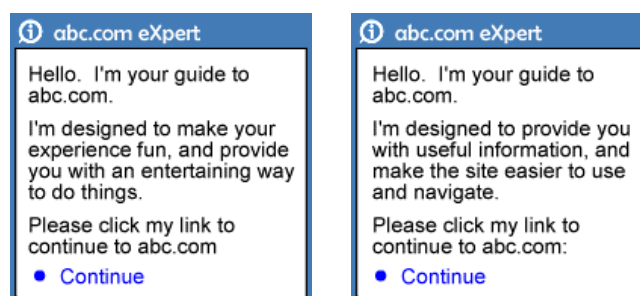 abc.com eXpert
Hello. I'm your guide to
abc.com.
I'm designed to make your
experience fun, and provide
you with an entertaining way
to do things.
Please click my link to
continue to abc.com
Continue
abc.com eXpert
Hello. I'm your guide to
abc.com.
I'm designed to provide you
with useful information, and
make the site easier to use
and navigate.
Please click my link to
continue to abc.com:
Continue